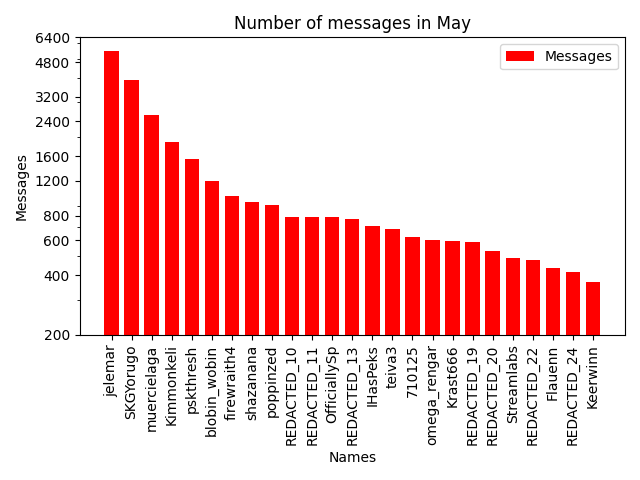 Number of messages in May
Messages
6400
4800
3200
2400
1600
1200
800
600
400
200
Messages
jelemar
SKGYorugo
muercielaga
Kimmonkeli
pskthresh
blobin_wobin
firewraith4
shazanana
poppinzed
REDACTED_10
REDACTED_11
OfficiallySp
REDACTED_13
IHasPeks
teiva3
710125
omega_rengar
Krast666
REDACTED_19
REDACTED_20
Streamlabs
REDACTED_22
Flauenn
REDACTED_24
Keerwinn
Names